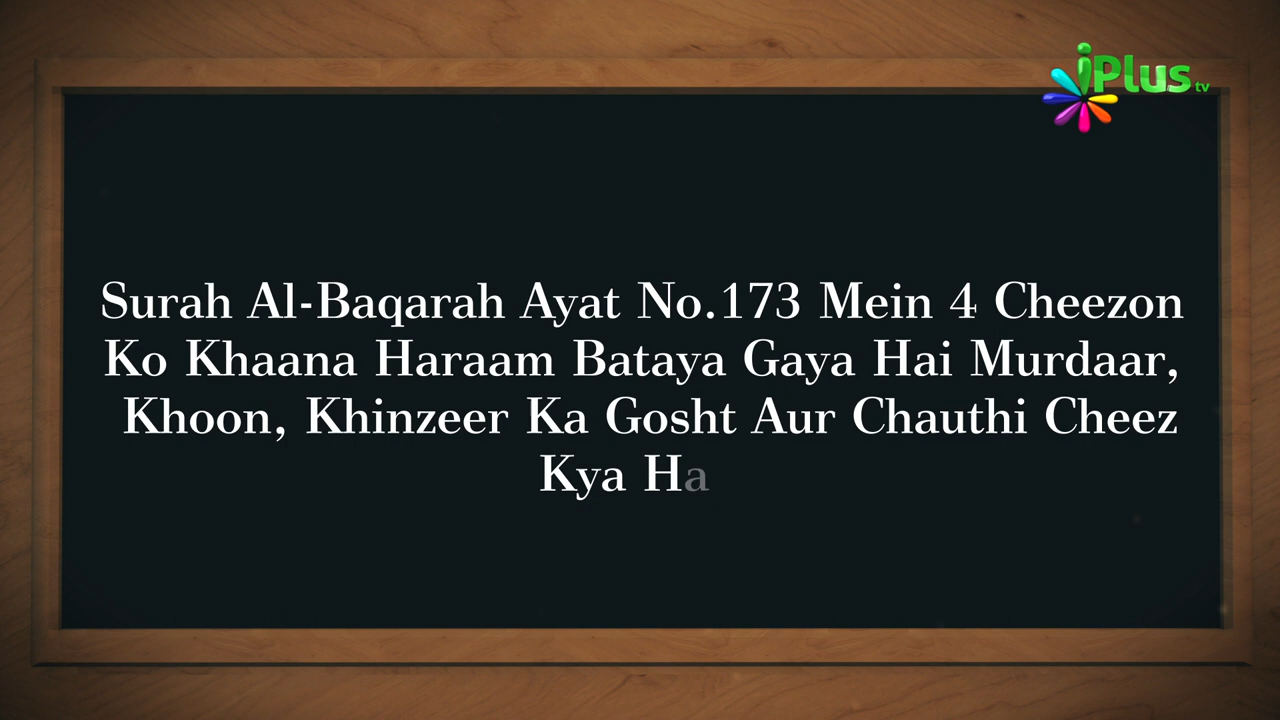 iPlus tv
Surah Al-Baqarah Ayat No.173 Mein 4 Cheezon
Ko Khaana Haraam Bataya Gaya Hai Murdaar,
Khoon, Khinzeer Ka Gosht Aur Chauthi Cheez
Kya Ha